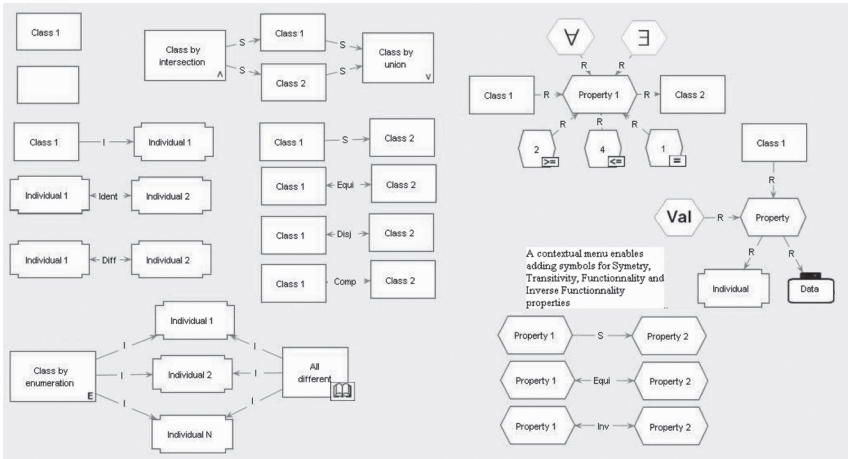 Class 1
Class by
intersection
Λ
S
S
Class 1
Class 2
S
S
Class by
union
V
Class 1
I
Individual 1
Individual 1
Ident
Individual 2
Individual 1
Diff
Individual 2
Class 1
S
Class 2
Class 1
Equi
Class 2
Class 1
Disj
Class 2
Class 1
Comp
Class 2
Class by
enumeration
E
I
I
I
Individual 1
Individual 2
Individual N
I
I
I
All
different
∀
∃
R
R
Class 1
R
Property 1
R
Class 2
R
R
R
2
>=
4
<=
1
=
Class 1
R
Val
R
Property
R
R
Individual
Data
A contextual menu enables
adding symbols for Symetry,
Transitivity, Functionnality and
Inverse Functionnality
properties
Property 1
S
Property 2
Property 1
Equi
Property 2
Property 1
Inv
Property 2